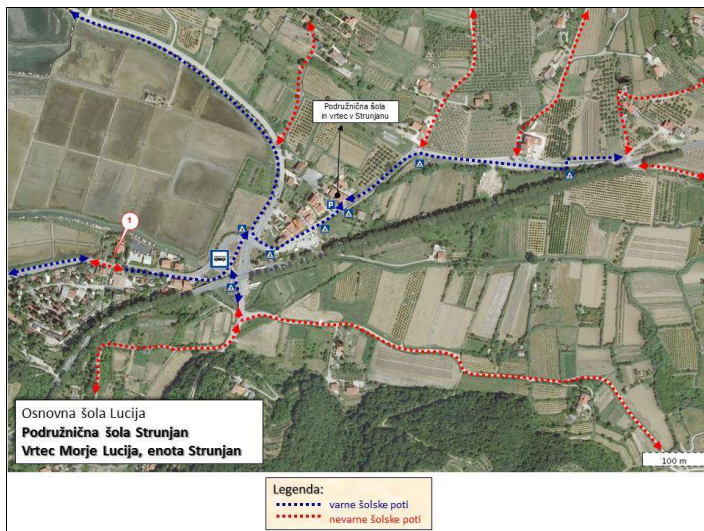 Podružnična šola
in vrtec v Strunjanu
P
1
Osnovna šola Lucija
Podružnična šola Strunjan
Vrtec Morje Lucija, enota Strunjan
100 m
Legenda:
varne šolske poti
nevarne šolske poti